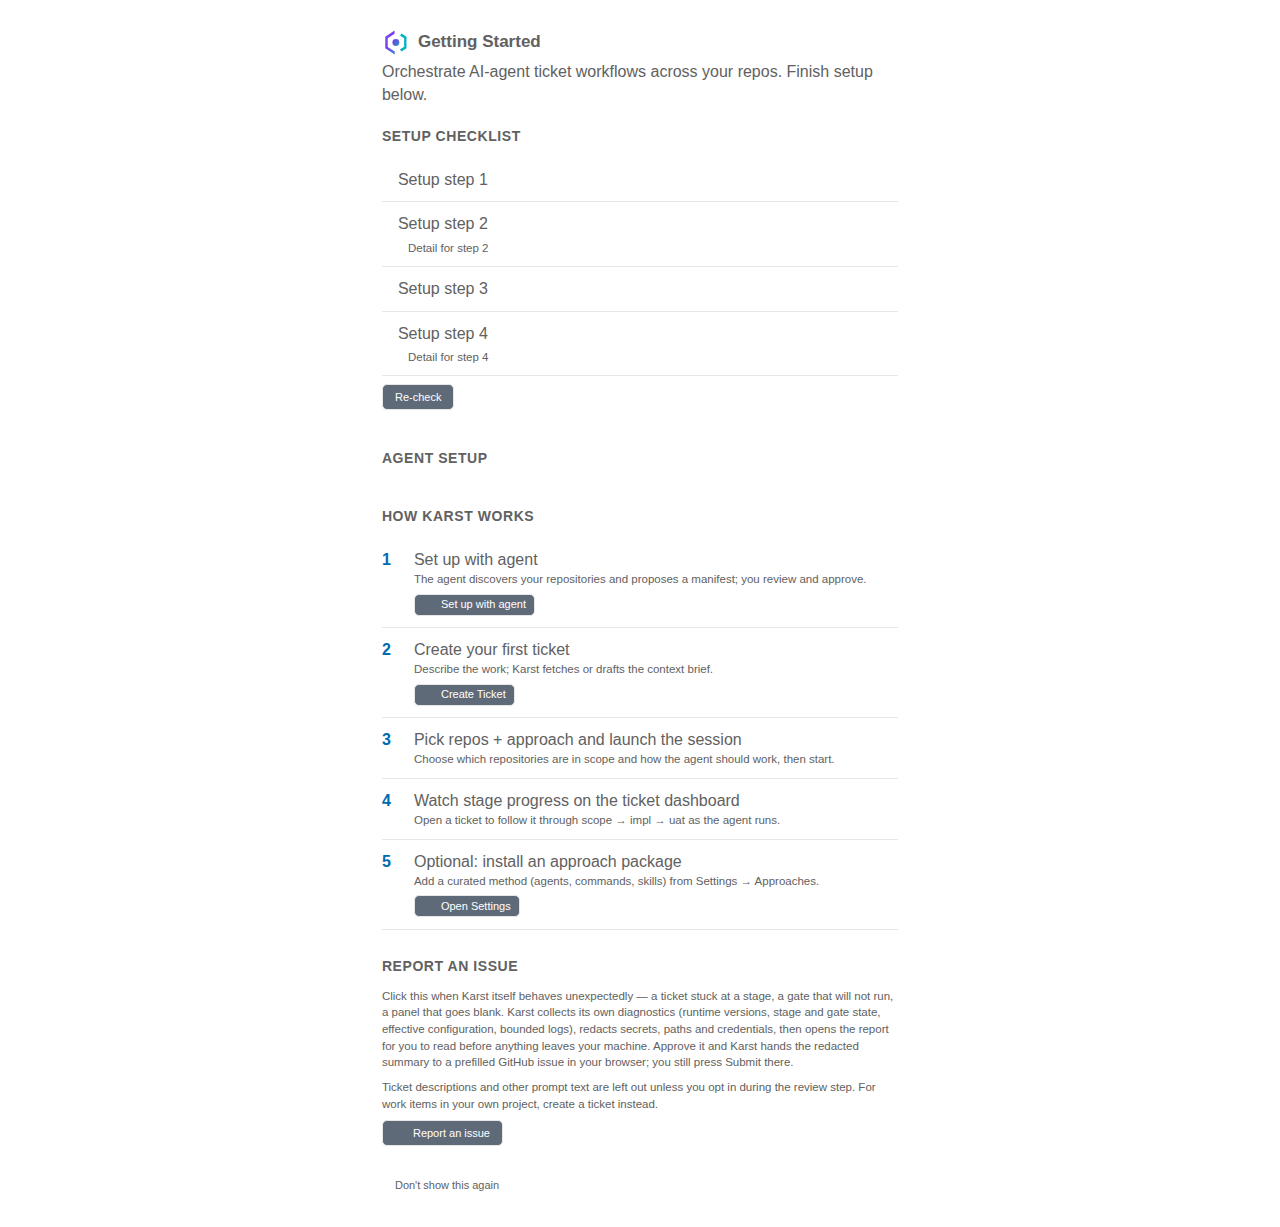 Getting Started
Orchestrate AI-agent ticket workflows across your repos. Finish setup
below.
SETUP CHECKLIST
Setup step 1
Setup step 2
Detail for step 2
Setup step 3
Setup step 4
Detail for step 4
Re-check
AGENT SETUP
HOW KARST WORKS
1 Set up with agent
The agent discovers your repositories and proposes a manifest; you review and approve.
Set up with agent
2 Create your first ticket
Describe the work; Karst fetches or drafts the context brief.
Create Ticket
3 Pick repos + approach and launch the session
Choose which repositories are in scope and how the agent should work, then start.
4 Watch stage progress on the ticket dashboard
Open a ticket to follow it through scope → impl → uat as the agent runs.
5 Optional: install an approach package
Add a curated method (agents, commands, skills) from Settings → Approaches.
Open Settings
REPORT AN ISSUE
Click this when Karst itself behaves unexpectedly — a ticket stuck at a stage, a gate that will not run,
a panel that goes blank. Karst collects its own diagnostics (runtime versions, stage and gate state,
effective configuration, bounded logs), redacts secrets, paths and credentials, then opens the report
for you to read before anything leaves your machine. Approve it and Karst hands the redacted
summary to a prefilled GitHub issue in your browser; you still press Submit there.
Ticket descriptions and other prompt text are left out unless you opt in during the review step. For
work items in your own project, create a ticket instead.
Report an issue
Don't show this again